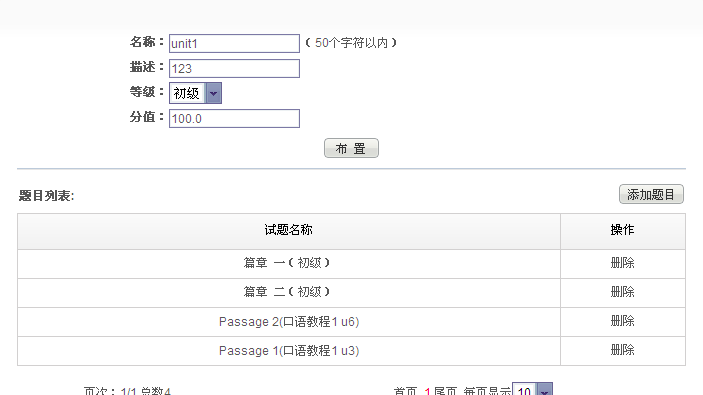 名称：unit1（50个字符以内）
描述：123
等级：初级
分值：100.0
布 置
题目列表: 添加题目
试题名称 操作
篇章 一（初级） 删除
篇章 二（初级） 删除
Passage 2(口语教程1 u6) 删除
Passage 1(口语教程1 u3) 删除
页次：1/1 总数4 首页 1 尾页 每页显示 10